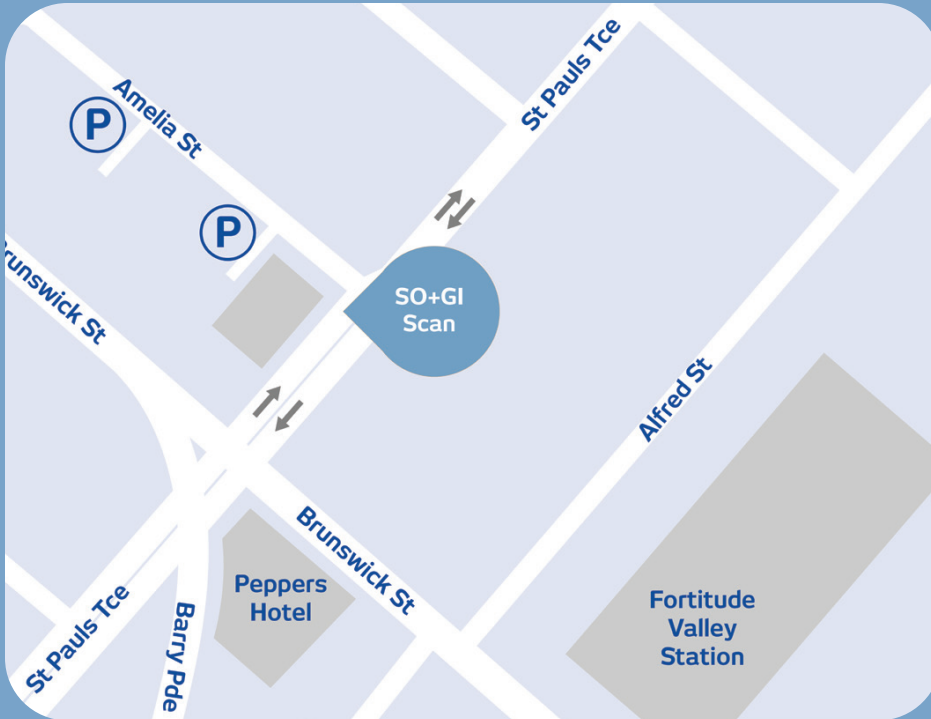 St Pauls Tce
Amelia St
P
P
Brunswick St
SO+GI
Scan
Alfred St
Brunswick St
Peppers
Hotel
Fortitude
Valley
Station
St Pauls Tce
Barry Pde